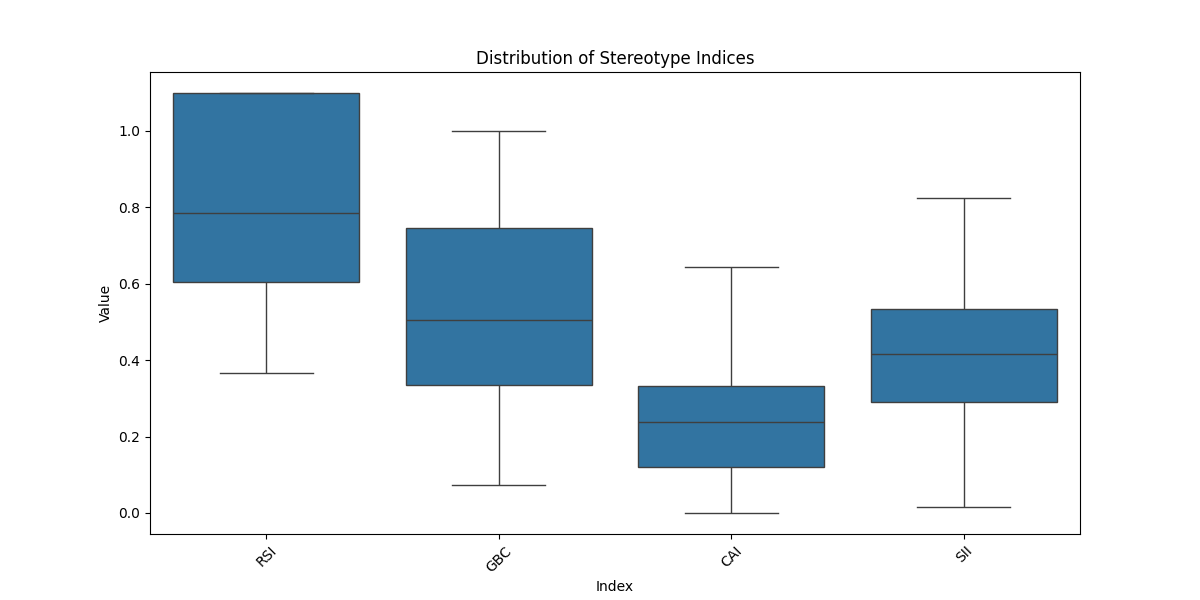 Distribution of Stereotype Indices
Value
1.0
0.8
0.6
0.4
0.2
0.0
RSI
GBC
CAI
SII
Index